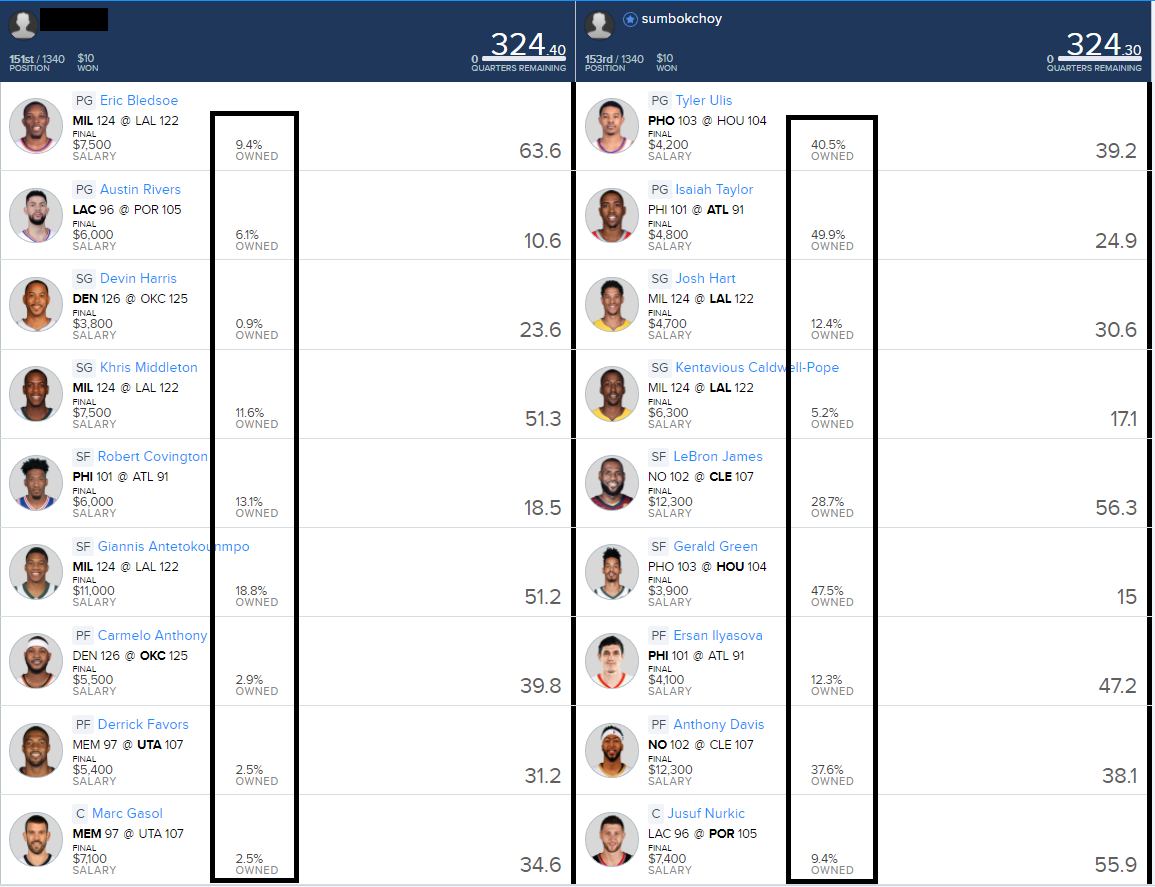 324.40
0
QUARTERS REMAINING
151st / 1340
POSITION
$10
WON
PG Eric Bledsoe
MIL 124 @ LAL 122
FINAL
$7,500
SALARY
9.4%
OWNED
63.6
PG Austin Rivers
LAC 96 @ POR 105
FINAL
$6,000
SALARY
6.1%
OWNED
10.6
SG Devin Harris
DEN 126 @ OKC 125
FINAL
$3,800
SALARY
0.9%
OWNED
23.6
SG Khris Middleton
MIL 124 @ LAL 122
FINAL
$7,500
SALARY
11.6%
OWNED
51.3
SF Robert Covington
PHI 101 @ ATL 91
FINAL
$6,000
SALARY
13.1%
OWNED
18.5
SF Giannis Antetokounmpo
MIL 124 @ LAL 122
FINAL
$11,000
SALARY
18.8%
OWNED
51.2
PF Carmelo Anthony
DEN 126 @ OKC 125
FINAL
$5,500
SALARY
2.9%
OWNED
39.8
PF Derrick Favors
MEM 97 @ UTA 107
FINAL
$5,400
SALARY
2.5%
OWNED
31.2
C Marc Gasol
MEM 97 @ UTA 107
FINAL
$7,100
SALARY
2.5%
OWNED
34.6
sumbokchoy
324.30
0
QUARTERS REMAINING
153rd / 1340
POSITION
$10
WON
PG Tyler Ulis
PHO 103 @ HOU 104
FINAL
$4,200
SALARY
40.5%
OWNED
39.2
PG Isaiah Taylor
PHI 101 @ ATL 91
FINAL
$4,800
SALARY
49.9%
OWNED
24.9
SG Josh Hart
MIL 124 @ LAL 122
FINAL
$4,700
SALARY
12.4%
OWNED
30.6
SG Kentavious Caldwell-Pope
MIL 124 @ LAL 122
FINAL
$6,300
SALARY
5.2%
OWNED
17.1
SF LeBron James
NO 102 @ CLE 107
FINAL
$12,300
SALARY
28.7%
OWNED
56.3
SF Gerald Green
PHO 103 @ HOU 104
FINAL
$3,900
SALARY
47.5%
OWNED
15
PF Ersan Ilyasova
PHI 101 @ ATL 91
FINAL
$4,100
SALARY
12.3%
OWNED
47.2
PF Anthony Davis
NO 102 @ CLE 107
FINAL
$12,300
SALARY
37.6%
OWNED
38.1
C Jusuf Nurkic
LAC 96 @ POR 105
FINAL
$7,400
SALARY
9.4%
OWNED
55.9